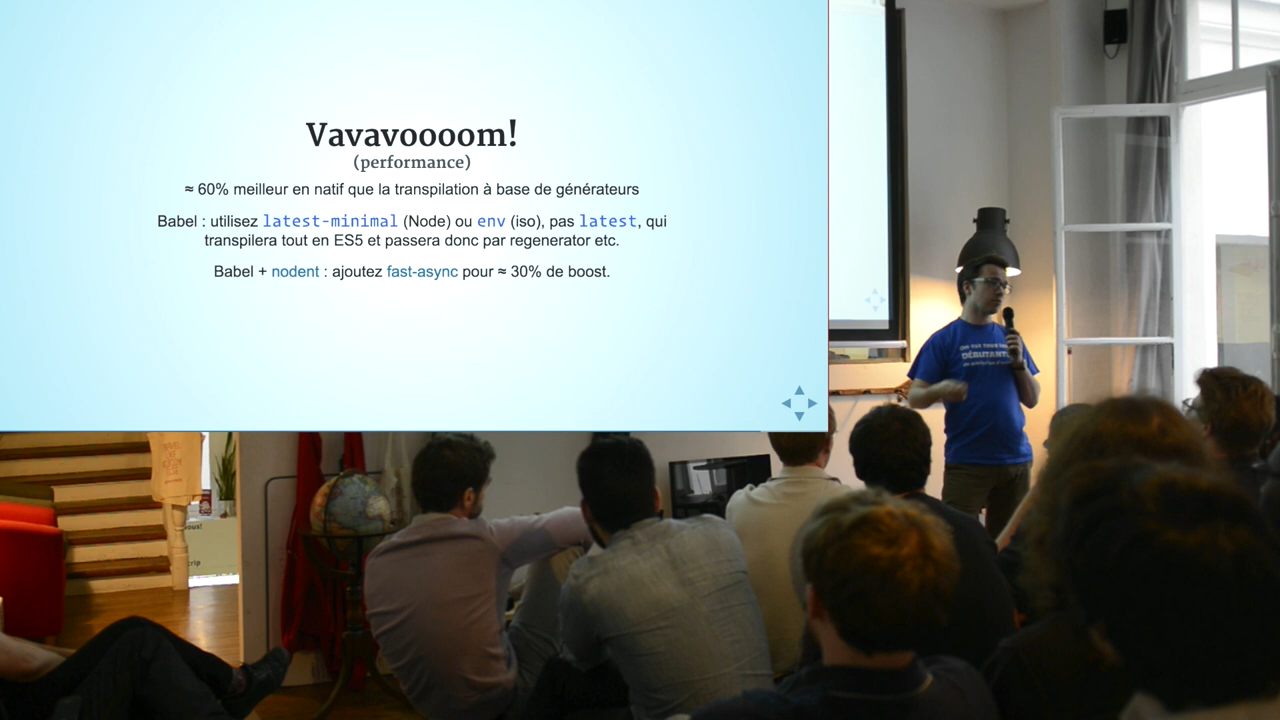 Vavavoooom!
(performance)
≈ 60% meilleur en natif que la transpilation à base de générateurs
Babel : utilisez latest-minimal (Node) ou env (iso), pas latest, qui
transpilera tout en ES5 et passera donc par regenerator etc.
Babel + nodent : ajoutez fast-async pour ≈ 30% de boost.
DÉBUTANT